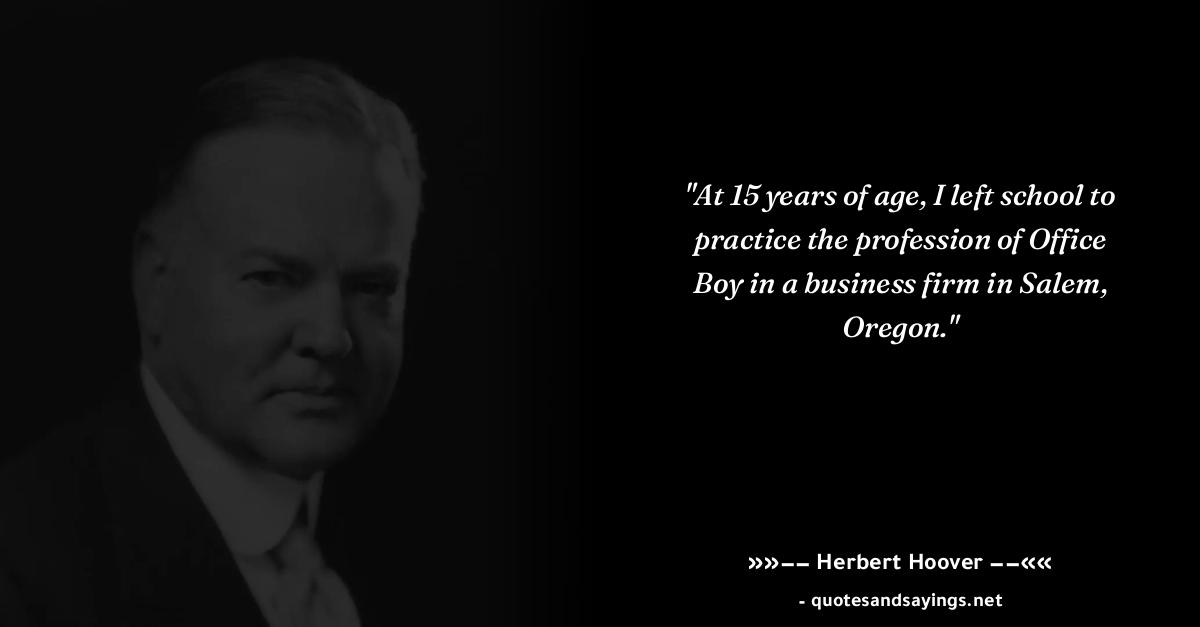 "At 15 years of age, I left school to
practice the profession of Office
Boy in a business firm in Salem,
Oregon."
»»−− Herbert Hoover −−««
- quotesandsayings.net